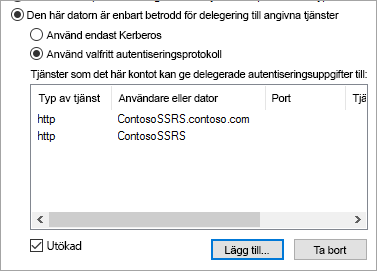 Den här datorn är enbart betrodd för delegering till angivna tjänster
Använd endast Kerberos
Använd valfritt autentiseringsprotokoll
Tjänster som det här kontot kan ge delegerade autentiseringsuppgifter till:
Typ av tjänst Användare eller dator Port Tjä
http ContosoSSRS.contoso.com
http ContosoSSRS
Utökad Lägg till... Ta bort